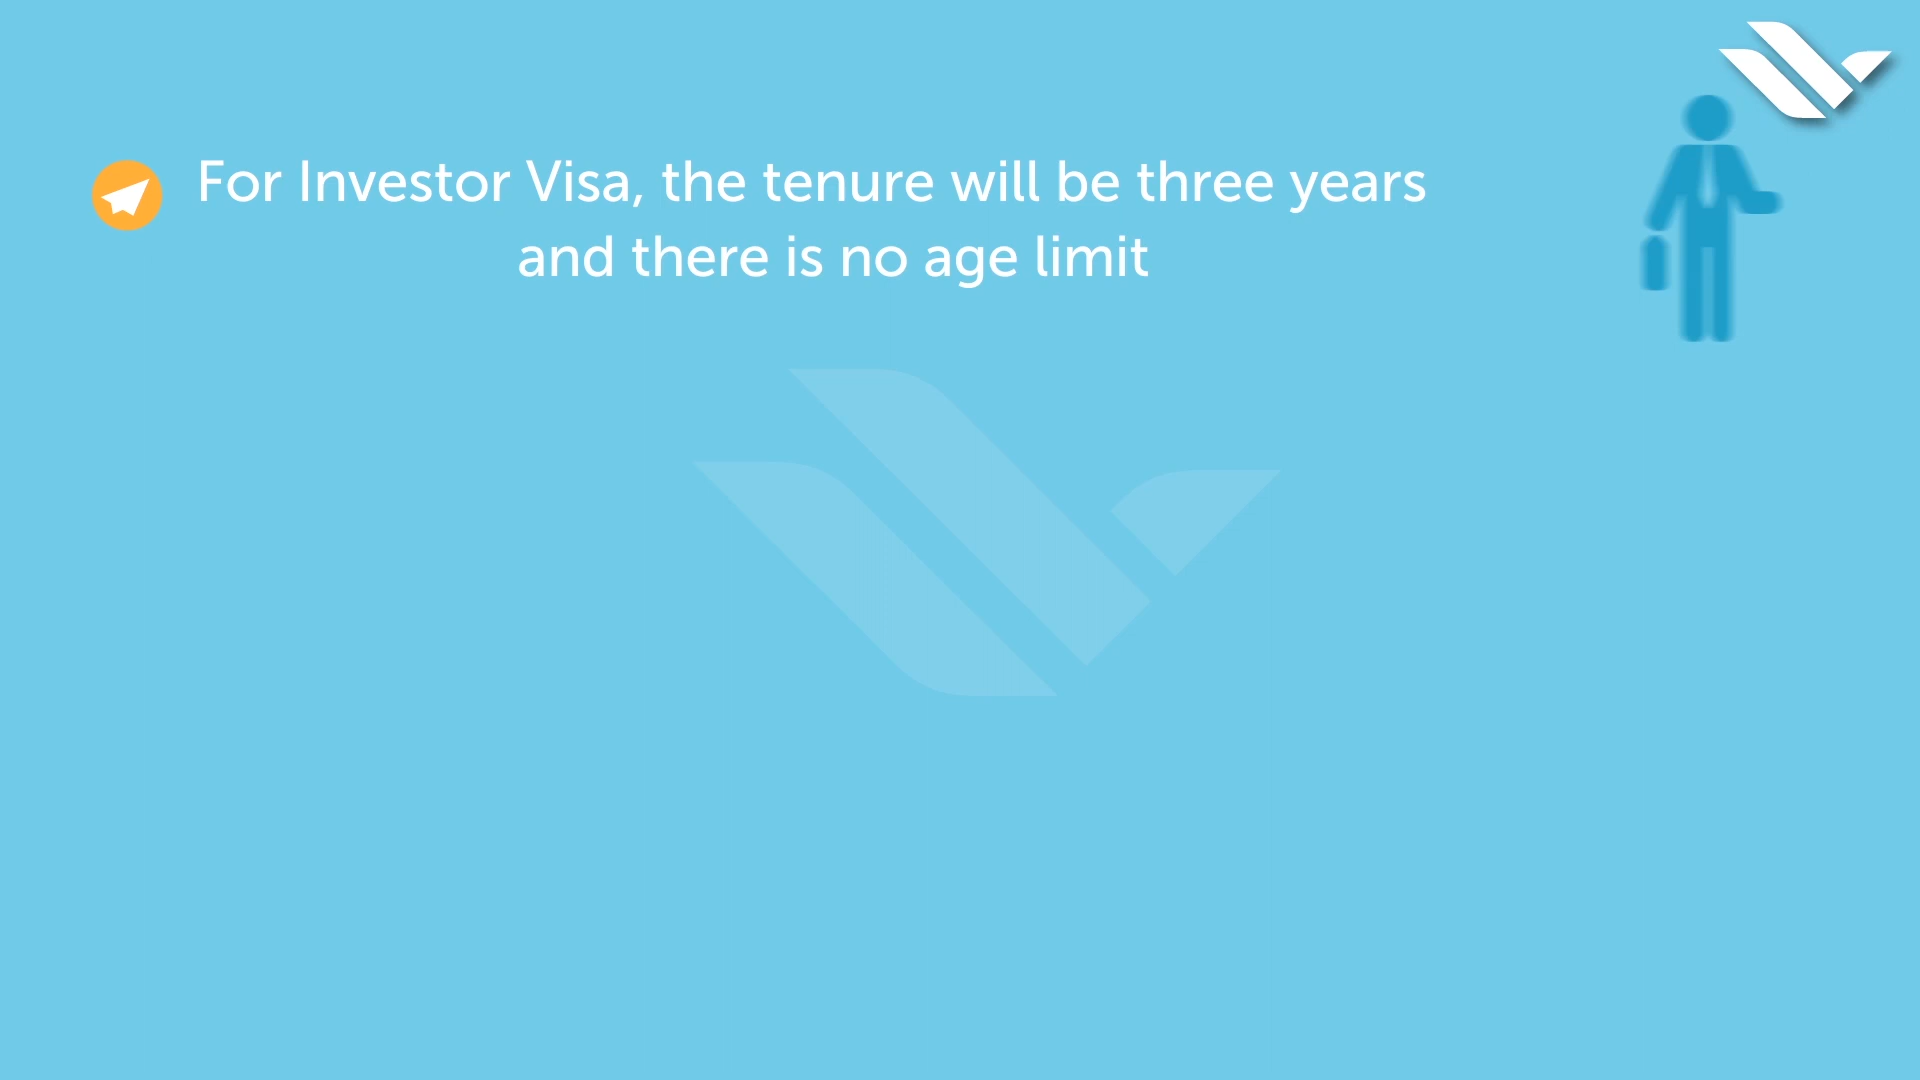 For Investor Visa, the tenure will be three years
and there is no age limit